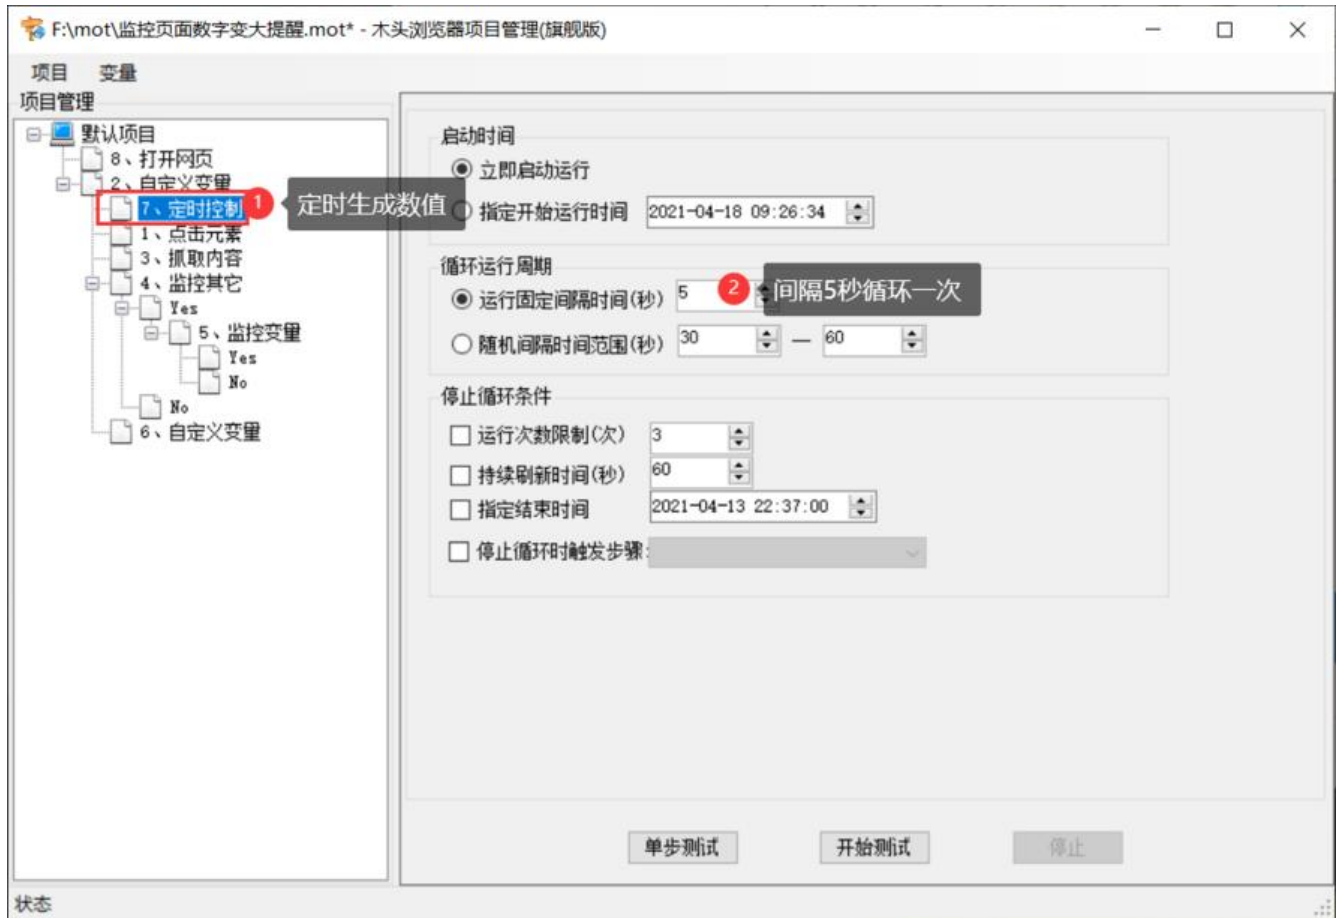 F:\mot\监控页面数字变大提醒.mot* - 木头浏览器项目管理(旗舰版)
项目 变量
项目管理
默认项目
8、打开网页
2、自定义变量
7、定时控制 1 定时生成数值
1、点击元素
3、抓取内容
4、监控其它
Yes
5、监控变量
Yes
No
No
6、自定义变量
启动时间
立即启动运行
指定开始运行时间 2021-04-18 09:26:34
循环运行周期
运行固定间隔时间(秒) 5 2 间隔5秒循环一次
随机间隔时间范围(秒) 30 — 60
停止循环条件
运行次数限制(次) 3
持续刷新时间(秒) 60
指定结束时间 2021-04-13 22:37:00
停止循环时触发步骤:
单步测试 开始测试 停止
状态